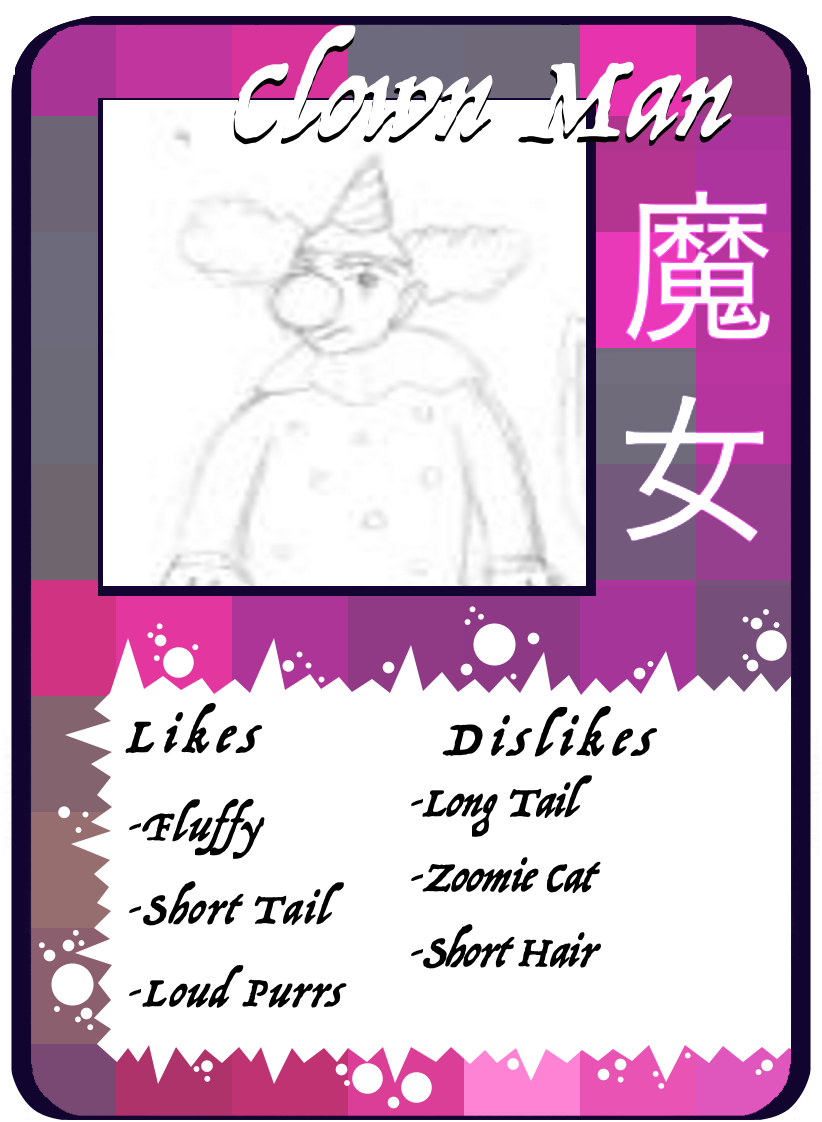 Clown Man
魔
女
Likes
Dislikes
-Fluffy
-Short Tail
-Loud Purrs
-Long Tail
-Zoomie Cat
-Short Hair